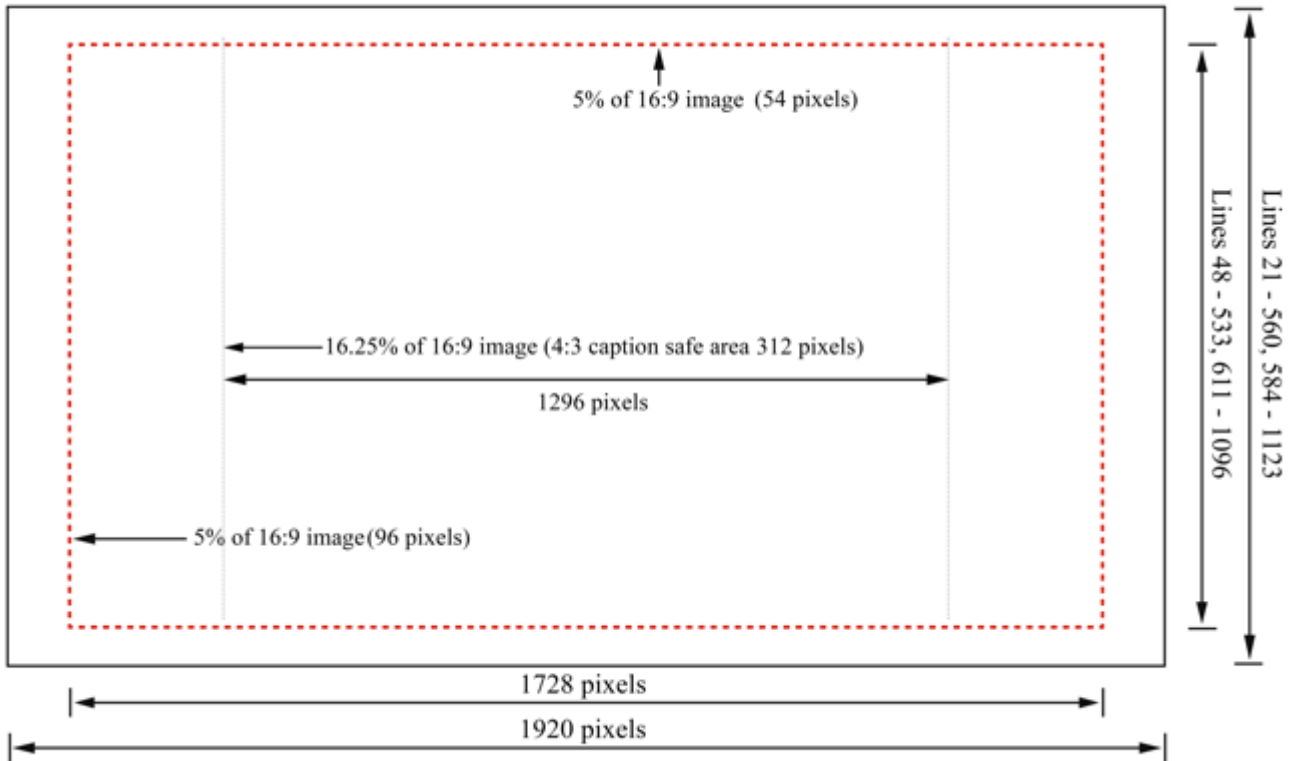 5% of 16:9 image (54 pixels)
16.25% of 16:9 image (4:3 caption safe area 312 pixels)
1296 pixels
5% of 16:9 image (96 pixels)
Lines 48 - 533, 611 - 1096
Lines 21 - 560, 584 - 1123
1728 pixels
1920 pixels